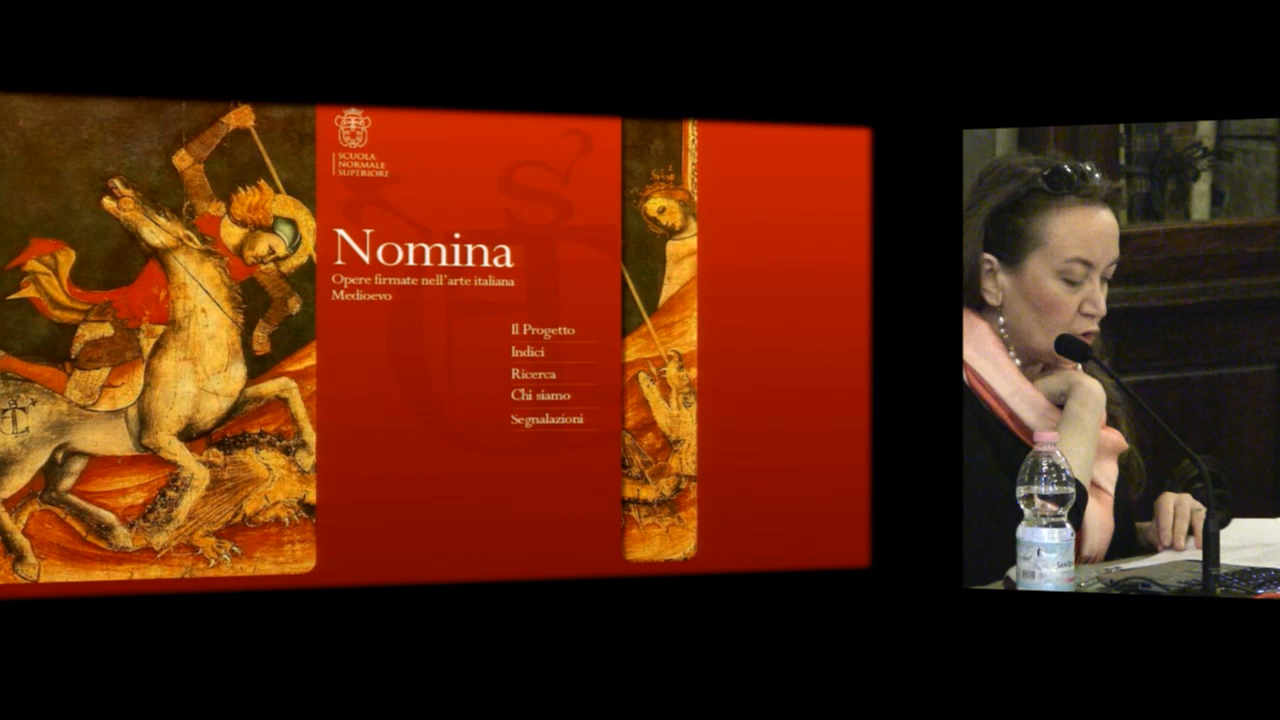 SCUOLA
NORMALE
SUPERIORE
Nomina
Opere firmate nell'arte italiana
Medioevo
Il Progetto
Indici
Ricerca
Chi siamo
Segnalazioni